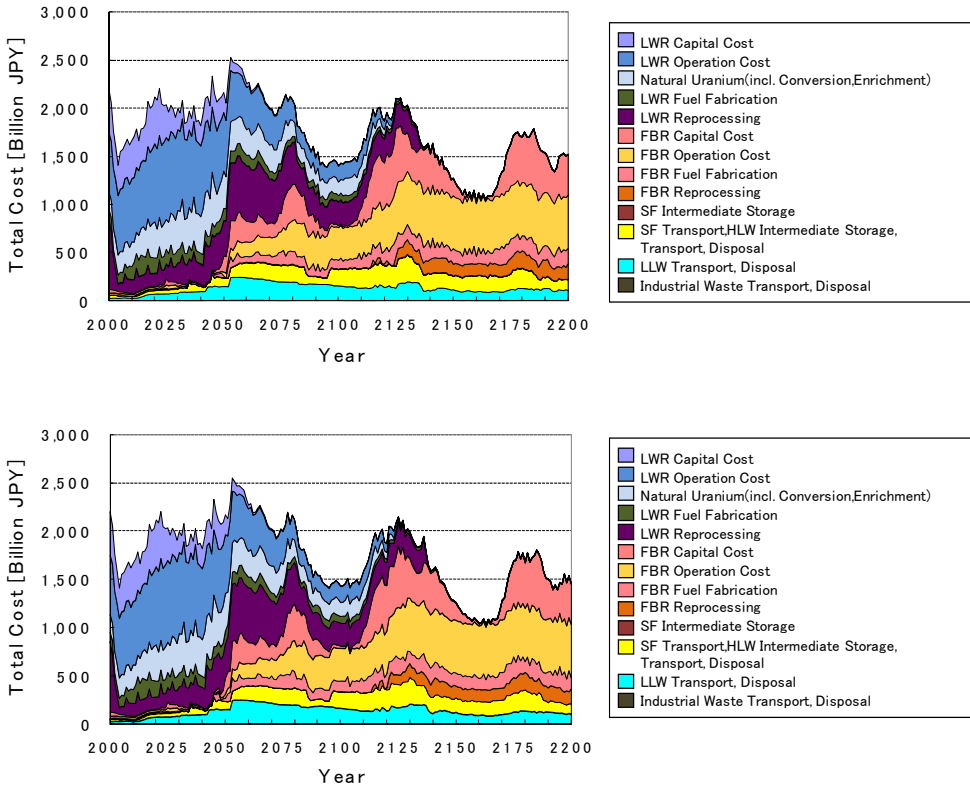 3,000
2,500
2,000
1,500
1,000
500
0
Total Cost [Billion JPY]
2000 2025 2050 2075 2100 2125 2150 2175 2200
Year
LWR Capital Cost
LWR Operation Cost
Natural Uranium(incl. Conversion,Enrichment)
LWR Fuel Fabrication
LWR Reprocessing
FBR Capital Cost
FBR Operation Cost
FBR Fuel Fabrication
FBR Reprocessing
SF Intermediate Storage
SF Transport,HLW Intermediate Storage,
Transport, Disposal
LLW Transport, Disposal
Industrial Waste Transport, Disposal
3,000
2,500
2,000
1,500
1,000
500
0
Total Cost [Billion JPY]
2000 2025 2050 2075 2100 2125 2150 2175 2200
Year
LWR Capital Cost
LWR Operation Cost
Natural Uranium(incl. Conversion,Enrichment)
LWR Fuel Fabrication
LWR Reprocessing
FBR Capital Cost
FBR Operation Cost
FBR Fuel Fabrication
FBR Reprocessing
SF Intermediate Storage
SF Transport,HLW Intermediate Storage,
Transport, Disposal
LLW Transport, Disposal
Industrial Waste Transport, Disposal